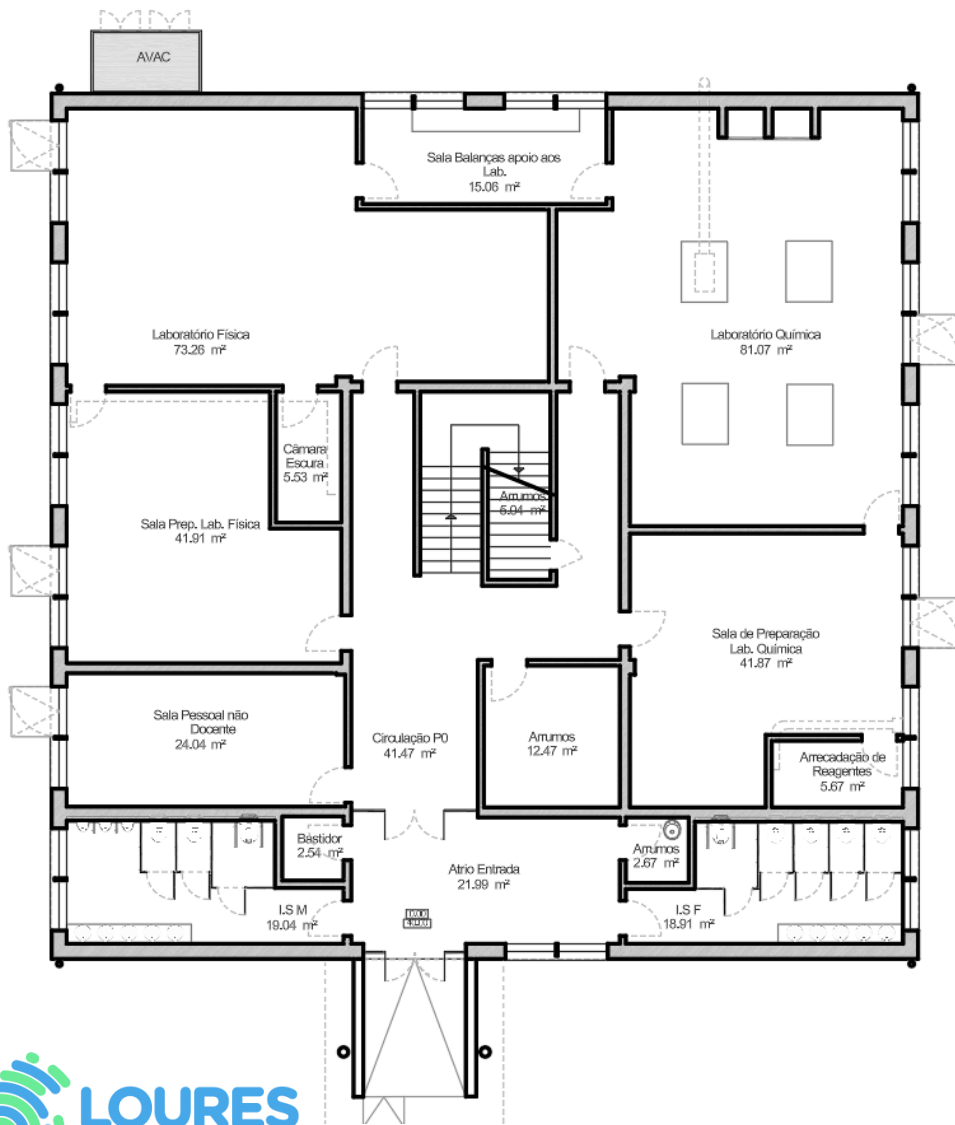 AVAC
Sala Balanças apoio aos
Lab.
15.06 m²
Laboratório Física
73.26 m²
Laboratório Química
81.07 m²
Câmara
Escura
5.53 m²
Arrumos
5.04 m²
Sala Prep. Lab. Física
41.91 m²
Sala de Preparação
Lab. Química
41.87 m²
Sala Pessoal não
Docente
24.04 m²
Circulação P0
41.47 m²
Arrumos
12.47 m²
Arrecadação de
Reagentes
5.67 m²
Bastidor
2.54 m²
Arrumos
2.67 m²
Atrio Entrada
21.99 m²
I.S M
19.04 m²
I.S F
18.91 m²
LOURES